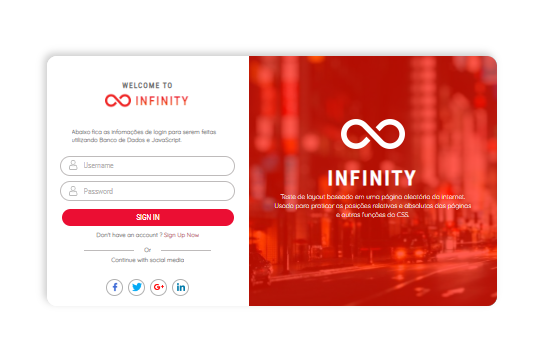 WELCOME TO
INFINITY
Abaixo fica as infomações de login para serem feitas
utilizando Banco de Dados e JavaScript.
Username
Password
SIGN IN
Don't have an account ? Sign Up Now
Or
Continue with social media
f
G+
in
INFINITY
Teste de layout baseado em uma página aleatória da internet.
Usado para praticar as posições relativas e absolutas das páginas
e outras funções do CSS.